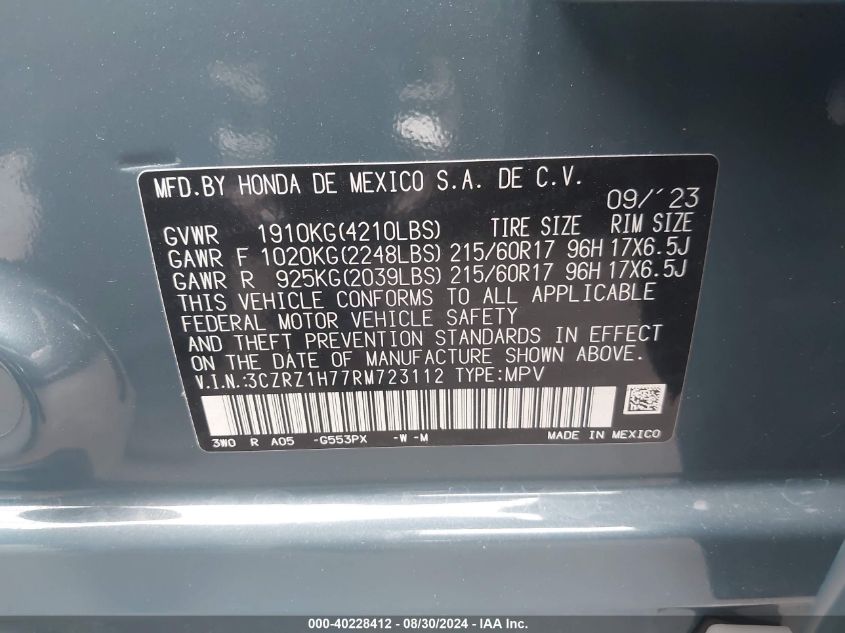 MFD.BY HONDA DE MEXICO S.A. DE C.V.
09/´23
GVWR 1910KG(4210LBS) TIRE SIZE RIM SIZE
GAWR F 1020KG(2248LBS) 215/60R17 96H 17X6.5J
GAWR R 925KG(2039LBS) 215/60R17 96H 17X6.5J
THIS VEHICLE CONFORMS TO ALL APPLICABLE
FEDERAL MOTOR VEHICLE SAFETY
AND THEFT PREVENTION STANDARDS IN EFFECT
ON THE DATE OF MANUFACTURE SHOWN ABOVE.
V.I.N.:3CZRZ1H77RM723112 TYPE:MPV
3W0 R A05 -G553PX -W -M MADE IN MEXICO
000-40228412 - 08/30/2024 - IAA Inc.